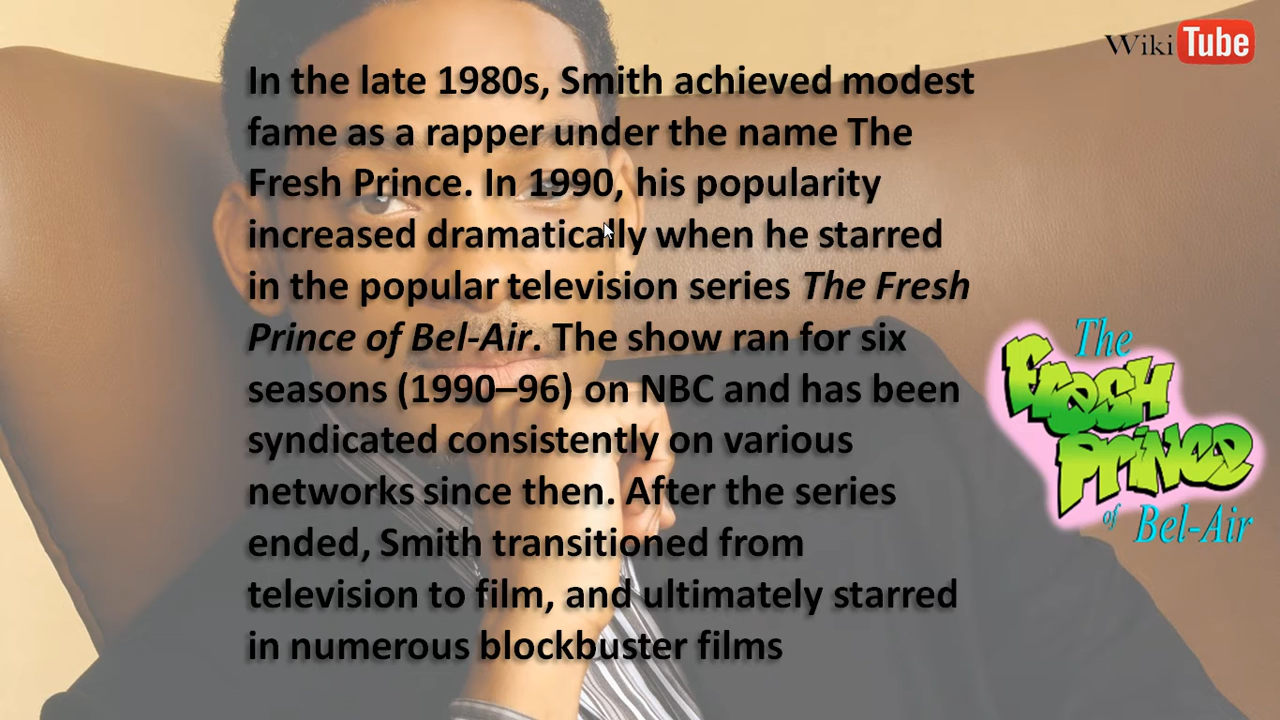 Wiki Tube
In the late 1980s, Smith achieved modest
fame as a rapper under the name The
Fresh Prince. In 1990, his popularity
increased dramatically when he starred
in the popular television series The Fresh
Prince of Bel-Air. The show ran for six
seasons (1990–96) on NBC and has been
syndicated consistently on various
networks since then. After the series
ended, Smith transitioned from
television to film, and ultimately starred
in numerous blockbuster films
The
Fresh
Prince
of Bel-Air